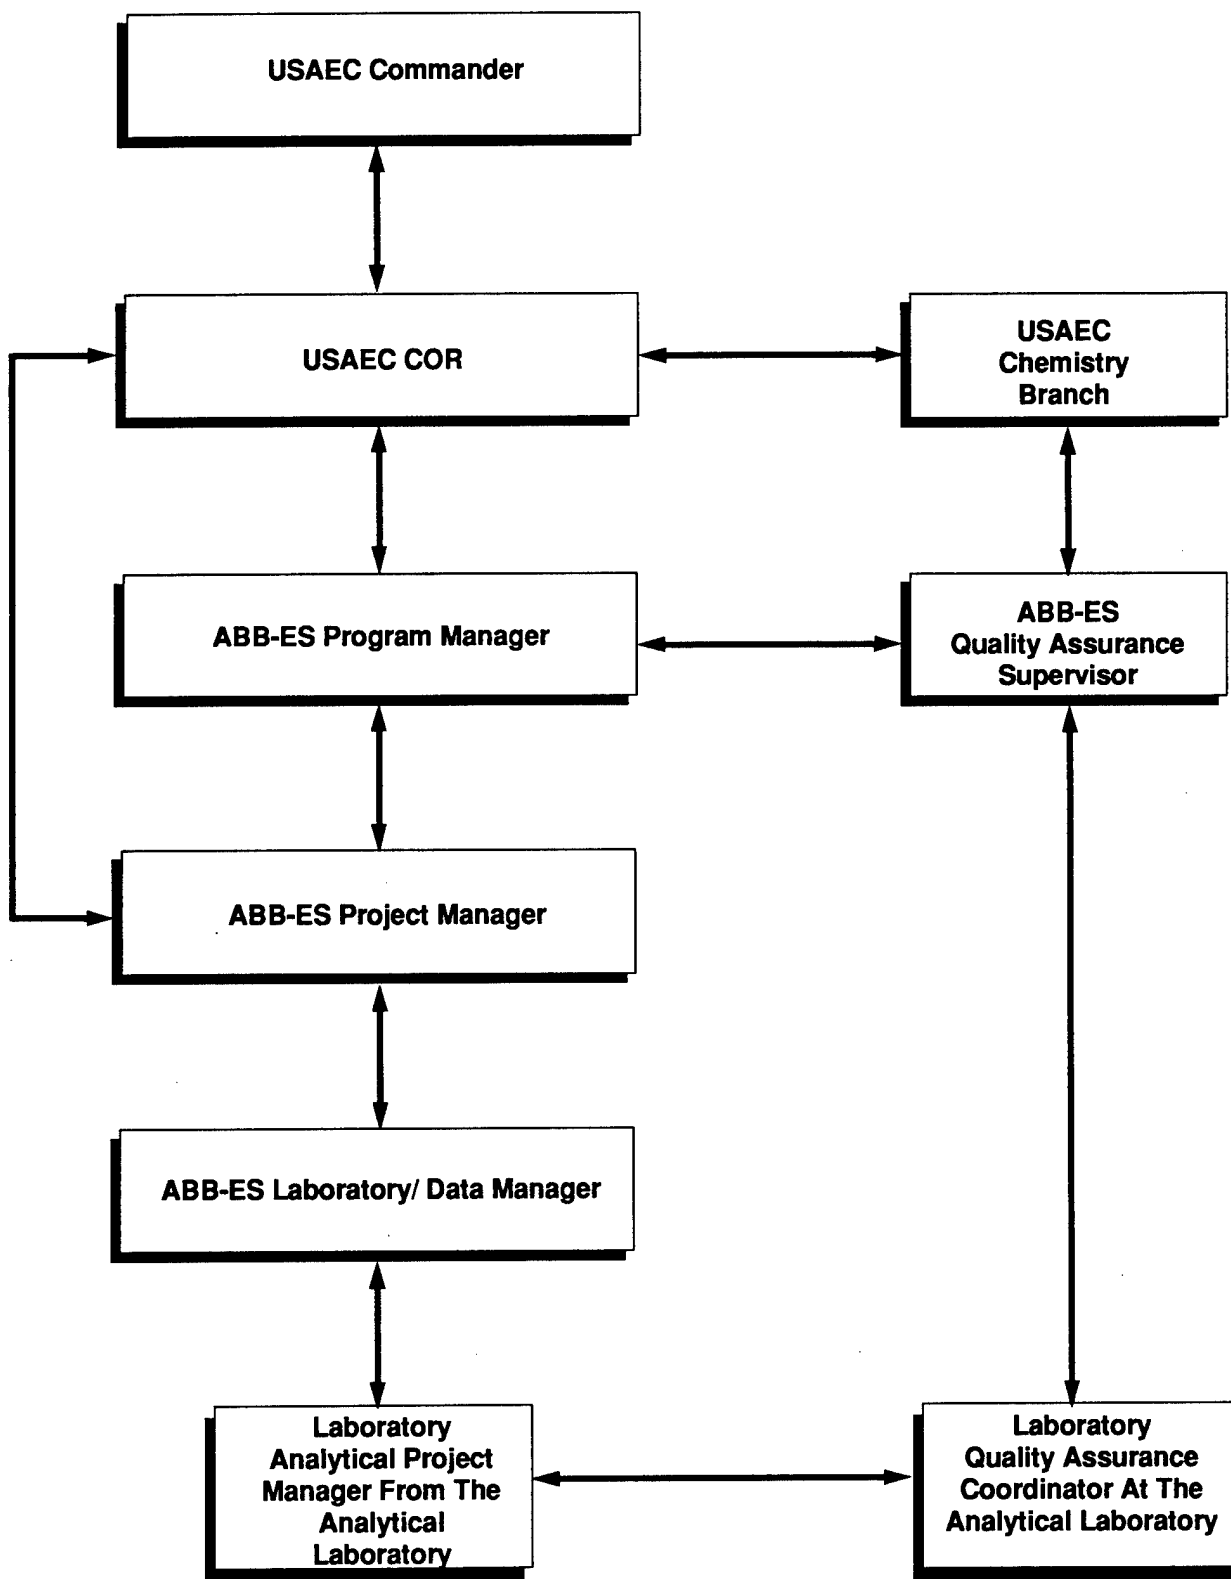 USAEC Commander
USAEC COR
USAEC
Chemistry
Branch
ABB-ES Program Manager
ABB-ES
Quality Assurance
Supervisor
ABB-ES Project Manager
ABB-ES Laboratory/ Data Manager
Laboratory
Analytical Project
Manager From The
Analytical
Laboratory
Laboratory
Quality Assurance
Coordinator At The
Analytical Laboratory